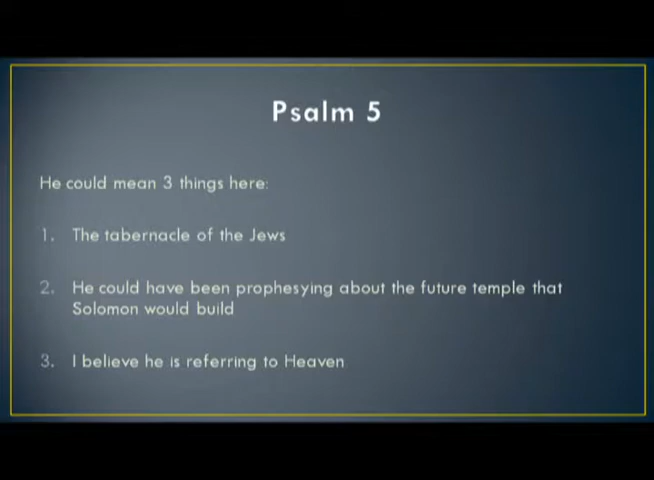 Psalm 5
He could mean 3 things here:
1. The tabernacle of the Jews
2. He could have been prophesying about the future temple that
Solomon would build
3. I believe he is referring to Heaven